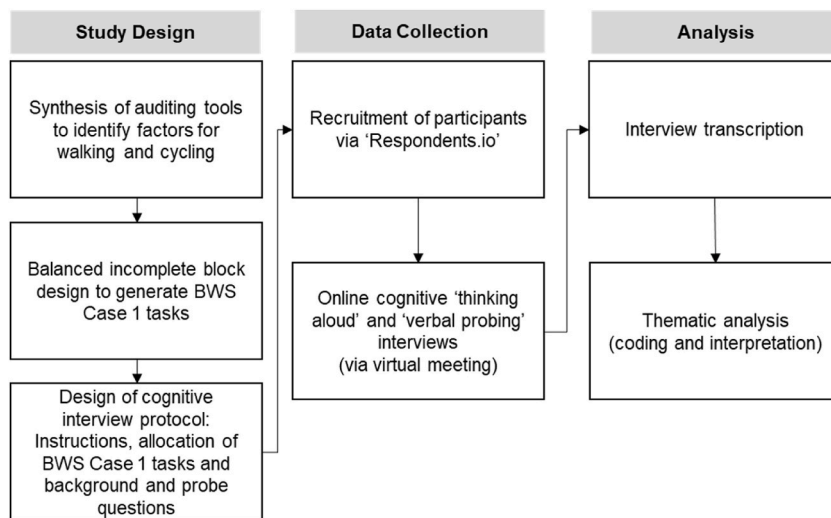 Study Design
Synthesis of auditing tools
to identify factors for
walking and cycling
Balanced incomplete block
design to generate BWS
Case 1 tasks
Design of cognitive
interview protocol:
Instructions, allocation of
BWS Case 1 tasks and
background and probe
questions
Data Collection
Recruitment of participants
via ‘Respondents.io’
Online cognitive ‘thinking
aloud’ and ‘verbal probing’
interviews
(via virtual meeting)
Analysis
Interview transcription
Thematic analysis
(coding and interpretation)